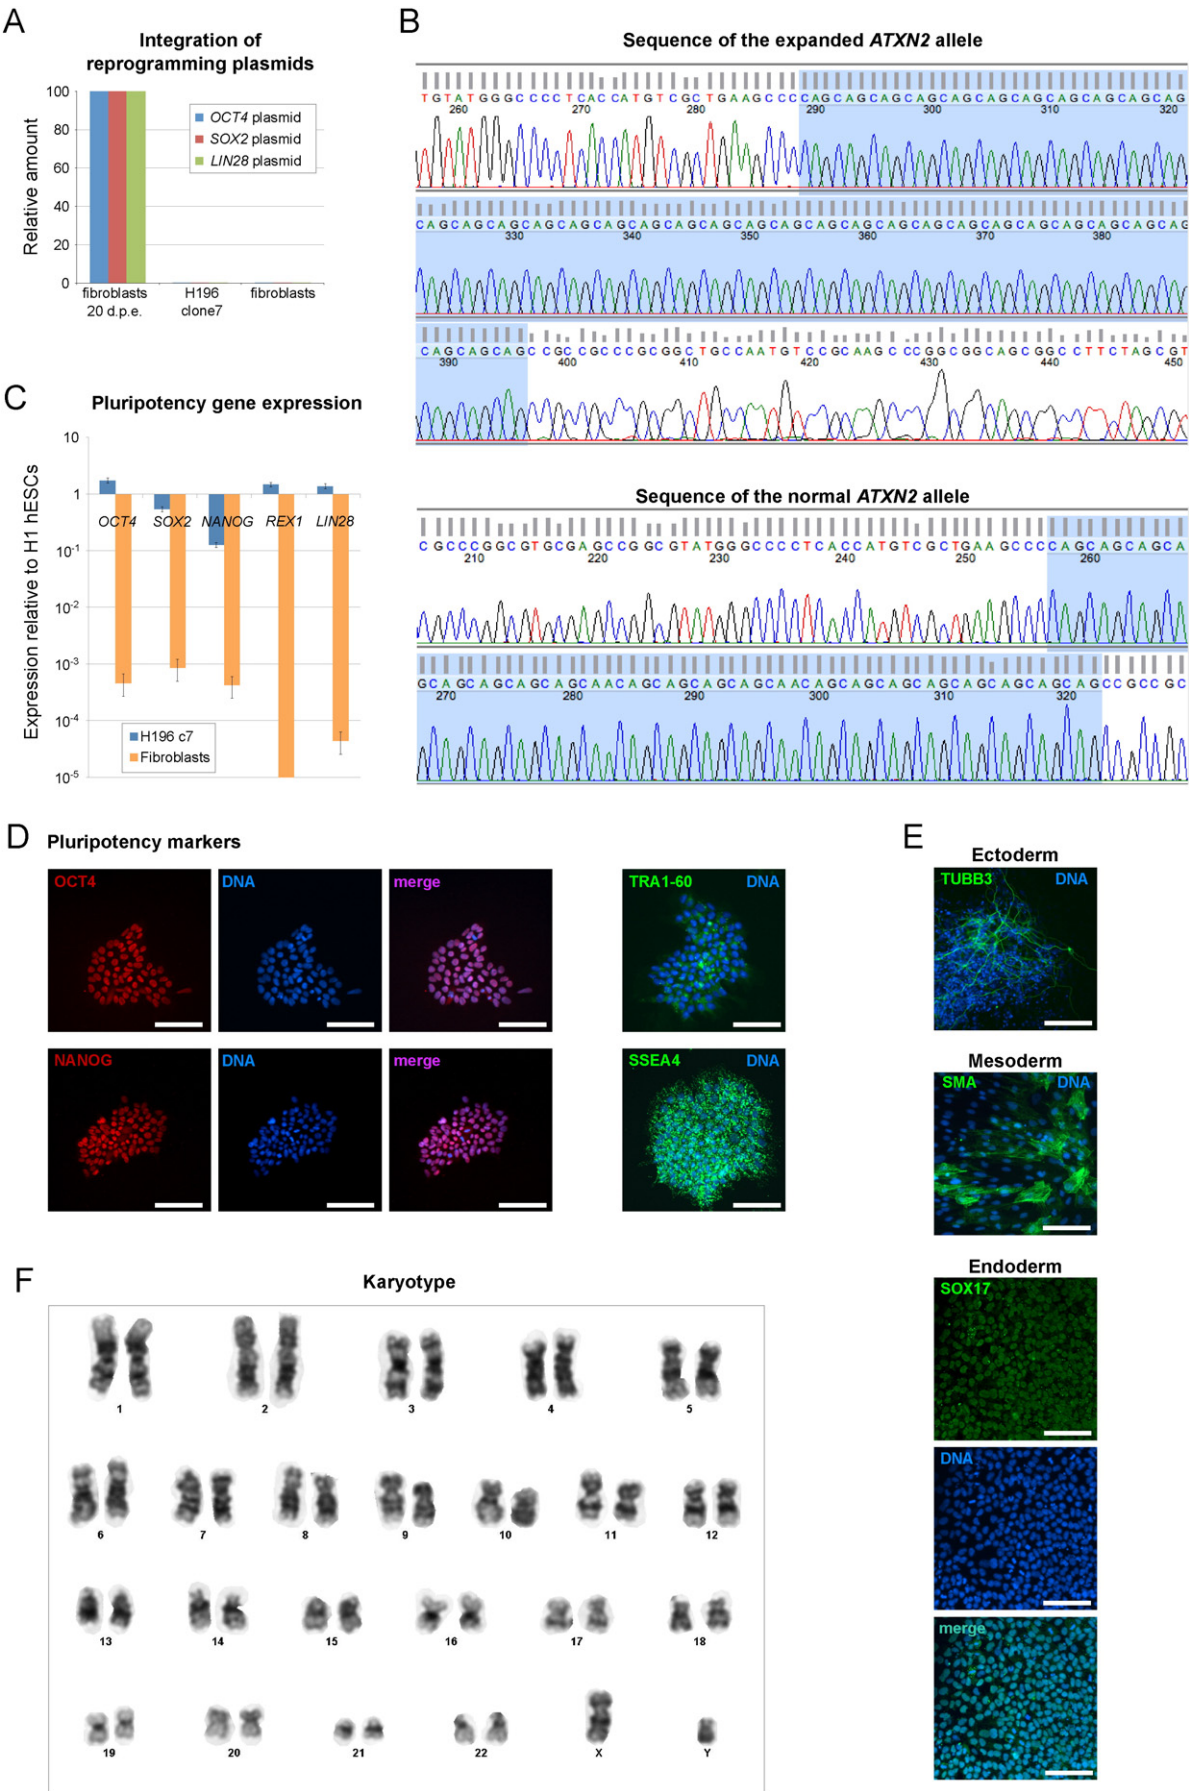 A
Integration of
reprogramming plasmids
Relative amount
100
80
60
40
20
0
OCT4 plasmid
SOX2 plasmid
LIN28 plasmid
fibroblasts
20 d.p.e.
H196
clone7
fibroblasts
B
Sequence of the expanded ATXN2 allele
TGTATGGGCCCCTCACCATGTCGCTGAAGCCCCAGCAGCAGCAGCAGCAGCAGCAGCAGCAGCAG
260 270 280 290 300 310 320
CAGCAGCAGCAGCAGCAGCAGCAGCAGCAGCAGCAGCAGCAGCAGCAGCAGCAGCAGCAGCAGCAG
330 340 350 360 370 380
CAGCAGCAGCCGCCGCCCGCGGCTGCCAATGTCCGCAAGCCCGGCGGCAGCGGCCTTCTAGCGT
390 400 410 420 430 440 450
Sequence of the normal ATXN2 allele
CGCCCGGCGTGCGAGCCGGCGTATGGGCCCCTCACCATGTCGCTGAAGCCCCAGCAGCAGCA
210 220 230 240 250 260
GCAGCAGCAGCAGCAACAGCAGCAGCAGCAACAGCAGCAGCAGCAGCAGCAGCAGCCGCCGC
270 280 290 300 310 320
C
Pluripotency gene expression
Expression relative to H1 hESCs
10
1
10-1
10-2
10-3
10-4
10-5
OCT4 SOX2 NANOG REX1 LIN28
H196 c7
Fibroblasts
D
Pluripotency markers
OCT4 DNA merge TRA1-60 DNA
NANOG DNA merge SSEA4 DNA
E
Ectoderm
TUBB3 DNA
Mesoderm
SMA DNA
Endoderm
SOX17
DNA
merge
F
Karyotype
1 2 3 4 5
6 7 8 9 10 11 12
13 14 15 16 17 18
19 20 21 22 X Y